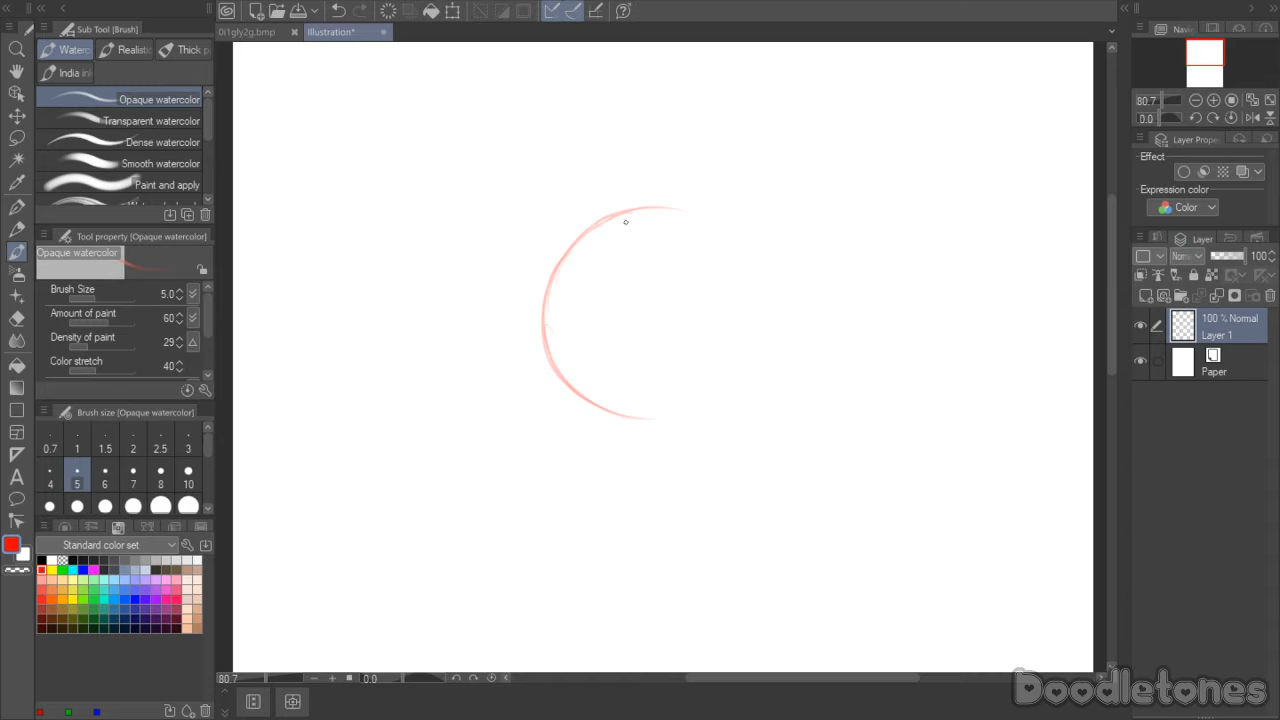 Sub Tool [Brush]
0i1gly2g.bmp
Illustration*
Navi
Waterc
Realistic
Thick p
India in
Opaque watercolor
Transparent watercolor
Dense watercolor
Smooth watercolor
Paint and apply
80.7
0.0
Layer Prope
Effect
Expression color
Color
Tool property [Opaque watercolor]
Opaque watercolor
Brush Size 5.0
Amount of paint 60
Density of paint 29
Color stretch 40
Layer
Norm 100
100 % Normal
Layer 1
Paper
Brush size [Opaque watercolor]
0.7 1 1.5 2 2.5 3
4 5 6 7 8 10
Standard color set
80.7 0.0
Doodletones